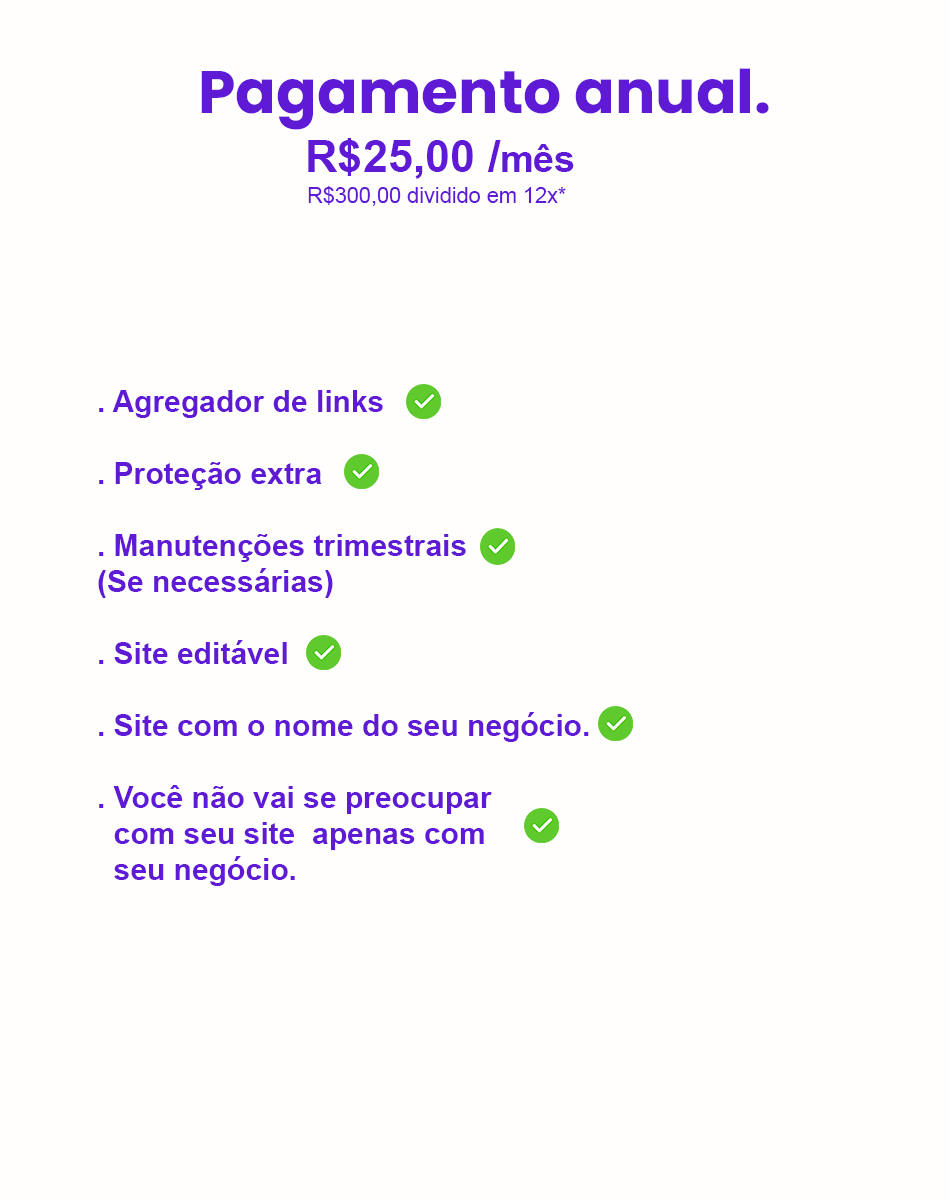 Pagamento anual.
R$25,00 /mês
R$300,00 dividido em 12x*
. Agregador de links
. Proteção extra
. Manutenções trimestrais
(Se necessárias)
. Site editável
. Site com o nome do seu negócio.
. Você não vai se preocupar
com seu site  apenas com
seu negócio.